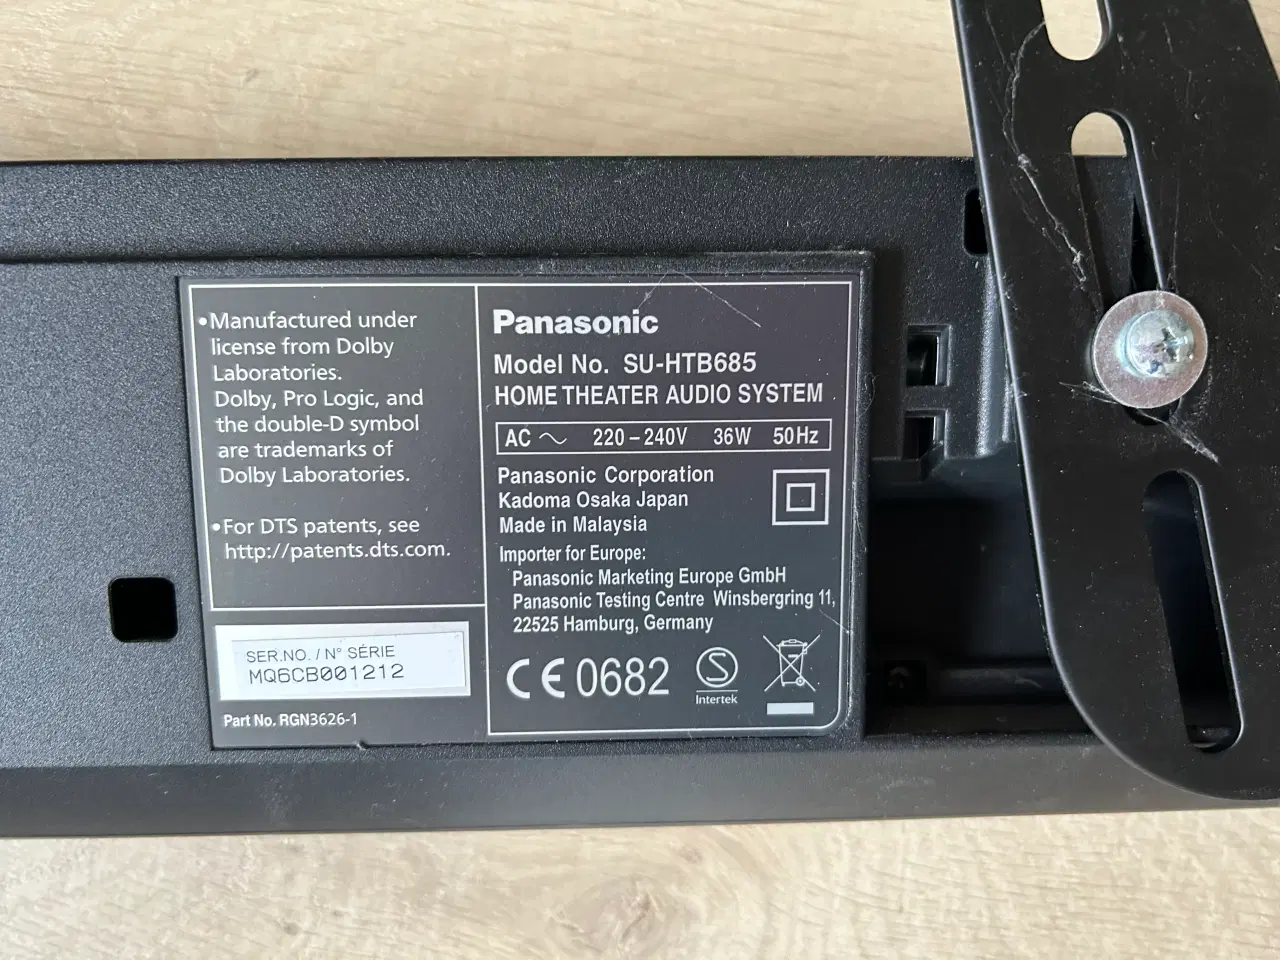 •Manufactured under
license from Dolby
Laboratories.
Dolby, Pro Logic, and
the double-D symbol
are trademarks of
Dolby Laboratories.
•For DTS patents, see
http://patents.dts.com.
SER.NO. / N° SÉRIE
MQ6CB001212
Part No. RGN3626-1
Panasonic
Model No. SU-HTB685
HOME THEATER AUDIO SYSTEM
AC ~ 220–240V 36W 50Hz
Panasonic Corporation
Kadoma Osaka Japan
Made in Malaysia
Importer for Europe:
Panasonic Marketing Europe GmbH
Panasonic Testing Centre Winsbergring 11,
22525 Hamburg, Germany
CE 0682
S
Intertek